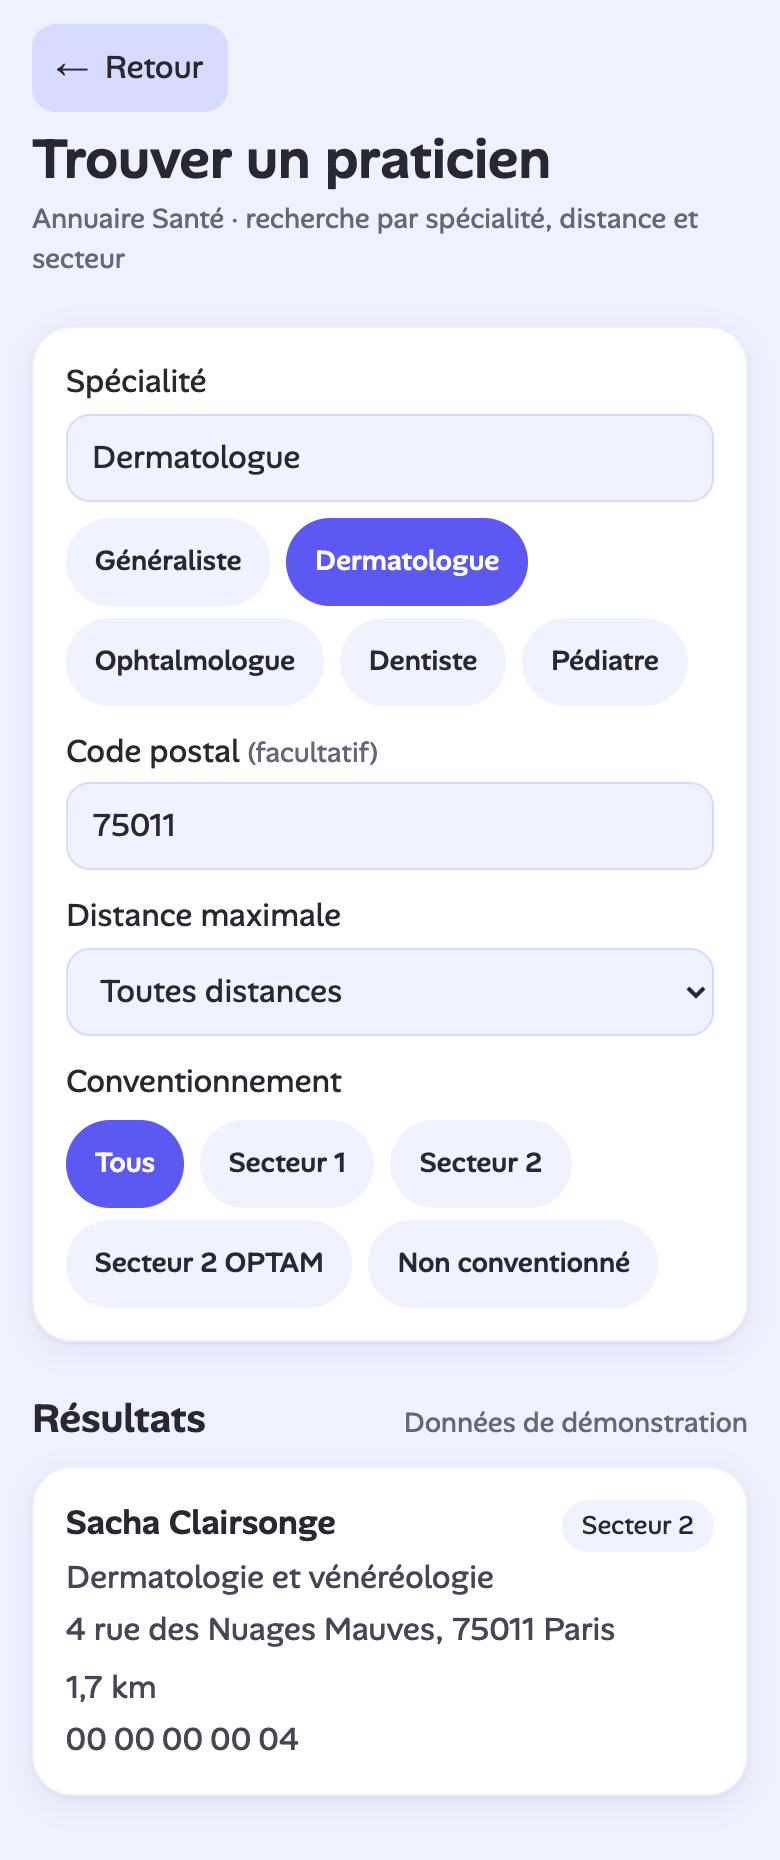 ← Retour
Trouver un praticien
Annuaire Santé · recherche par spécialité, distance et
secteur
Spécialité
Dermatologue
Généraliste Dermatologue
Ophtalmologue Dentiste Pédiatre
Code postal (facultatif)
75011
Distance maximale
Toutes distances
Conventionnement
Tous Secteur 1 Secteur 2
Secteur 2 OPTAM Non conventionné
Résultats Données de démonstration
Sacha Clairsonge Secteur 2
Dermatologie et vénéréologie
4 rue des Nuages Mauves, 75011 Paris
1,7 km
00 00 00 00 04